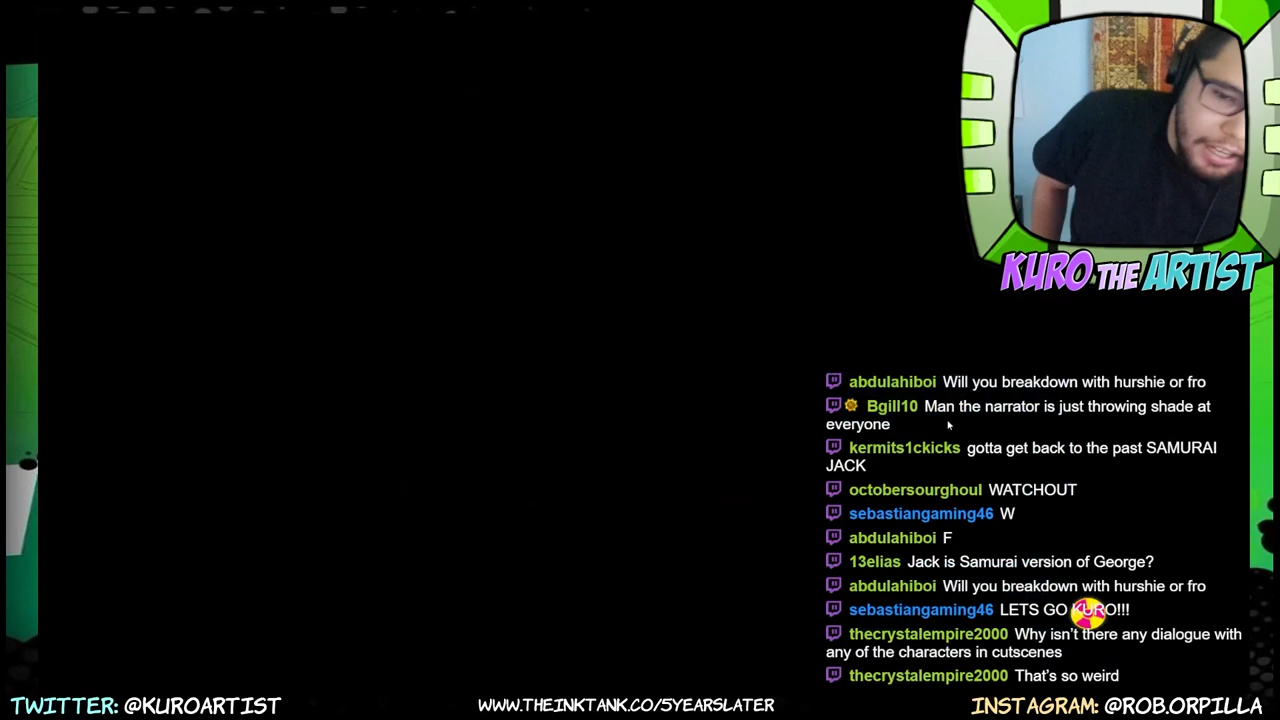 KURO THE ARTIST
abdulahiboi Will you breakdown with hurshie or fro
Bgill10 Man the narrator is just throwing shade at
everyone
kermits1ckicks gotta get back to the past SAMURAI
JACK
octobersourghoul WATCHOUT
sebastiangaming46 W
abdulahiboi F
13elias Jack is Samurai version of George?
abdulahiboi Will you breakdown with hurshie or fro
sebastiangaming46 LETS GO KURO!!!
thecrystalempire2000 Why isn't there any dialogue with
any of the characters in cutscenes
thecrystalempire2000 That's so weird
TWITTER: @KUROARTIST
WWW.THEINKTANK.CO/5YEARSLATER
INSTAGRAM: @ROB.ORPILLA